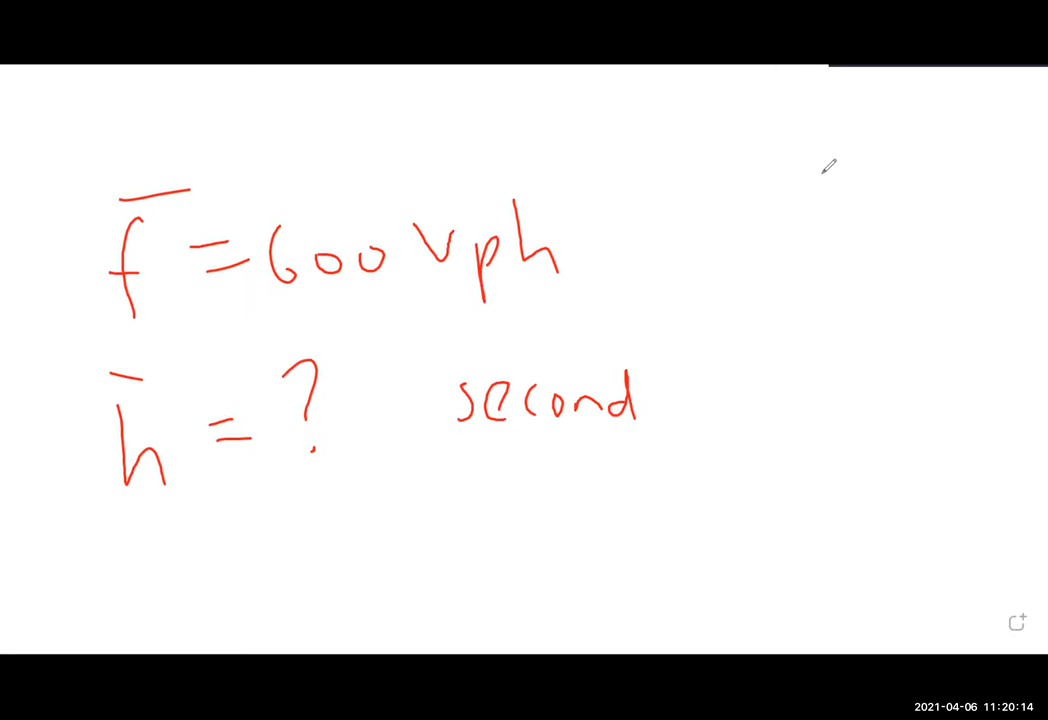 f̅ = 600 vph
h̅ = ? second
2021-04-06 11:20:14